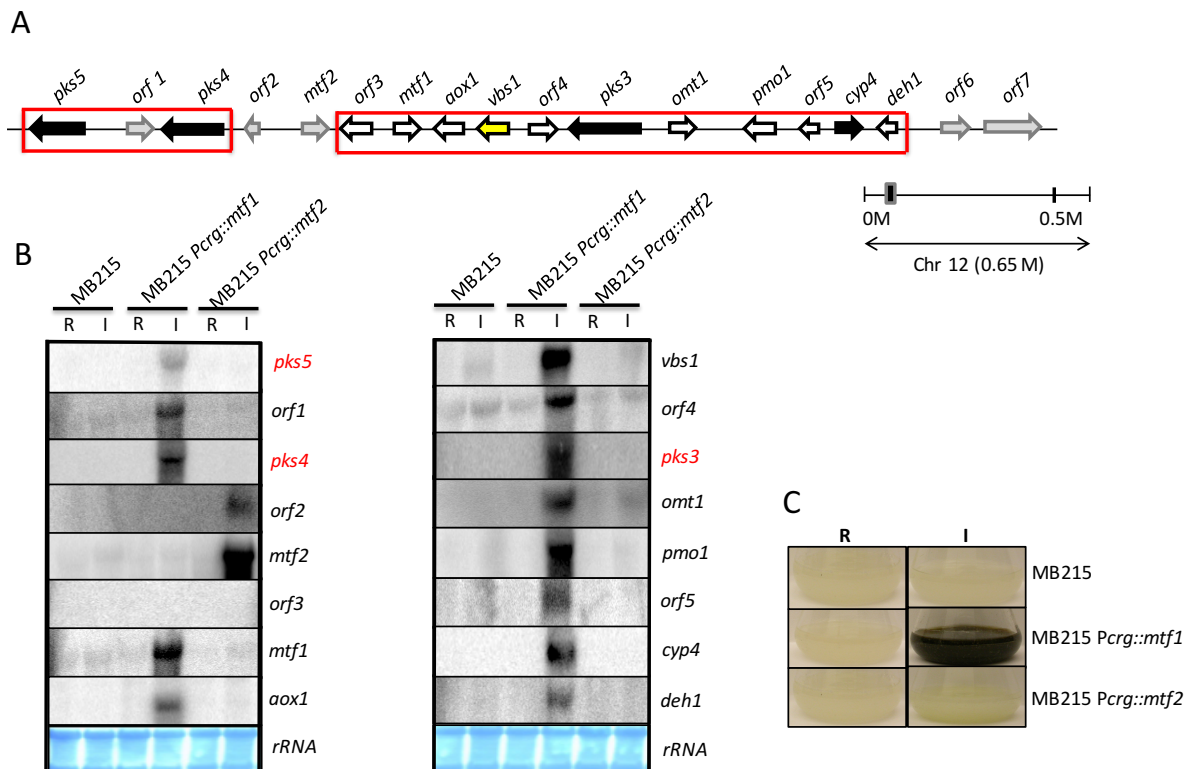 A
pks5 orf 1 pks4 orf2 mtf2 orf3 mtf1 aox1 vbs1 orf4 pks3 omt1 pmo1 orf5 cyp4 deh1 orf6 orf7
0M 0.5M
Chr 12 (0.65 M)
B
MB215 MB215 Pcrg::mtf1 MB215 Pcrg::mtf2
R I R I R I
pks5
orf1
pks4
orf2
mtf2
orf3
mtf1
aox1
rRNA
MB215 MB215 Pcrg::mtf1 MB215 Pcrg::mtf2
R I R I R I
vbs1
orf4
pks3
omt1
pmo1
orf5
cyp4
deh1
rRNA
C
R I
MB215
MB215 Pcrg::mtf1
MB215 Pcrg::mtf2